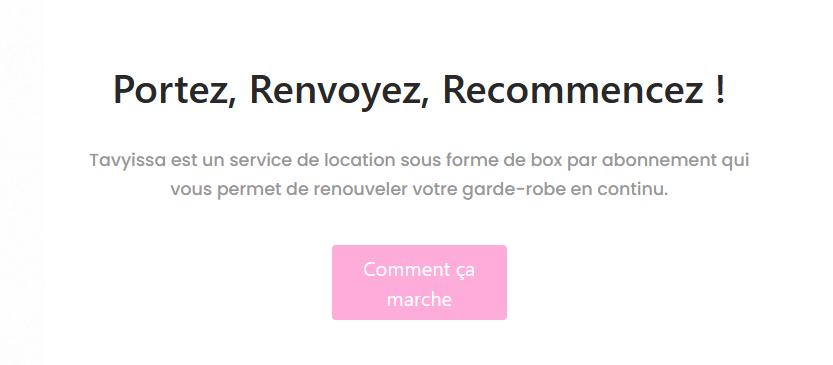 Portez, Renvoyez, Recommencez !
Tavyissa est un service de location sous forme de box par abonnement qui
vous permet de renouveler votre garde-robe en continu.
Comment ça
marche